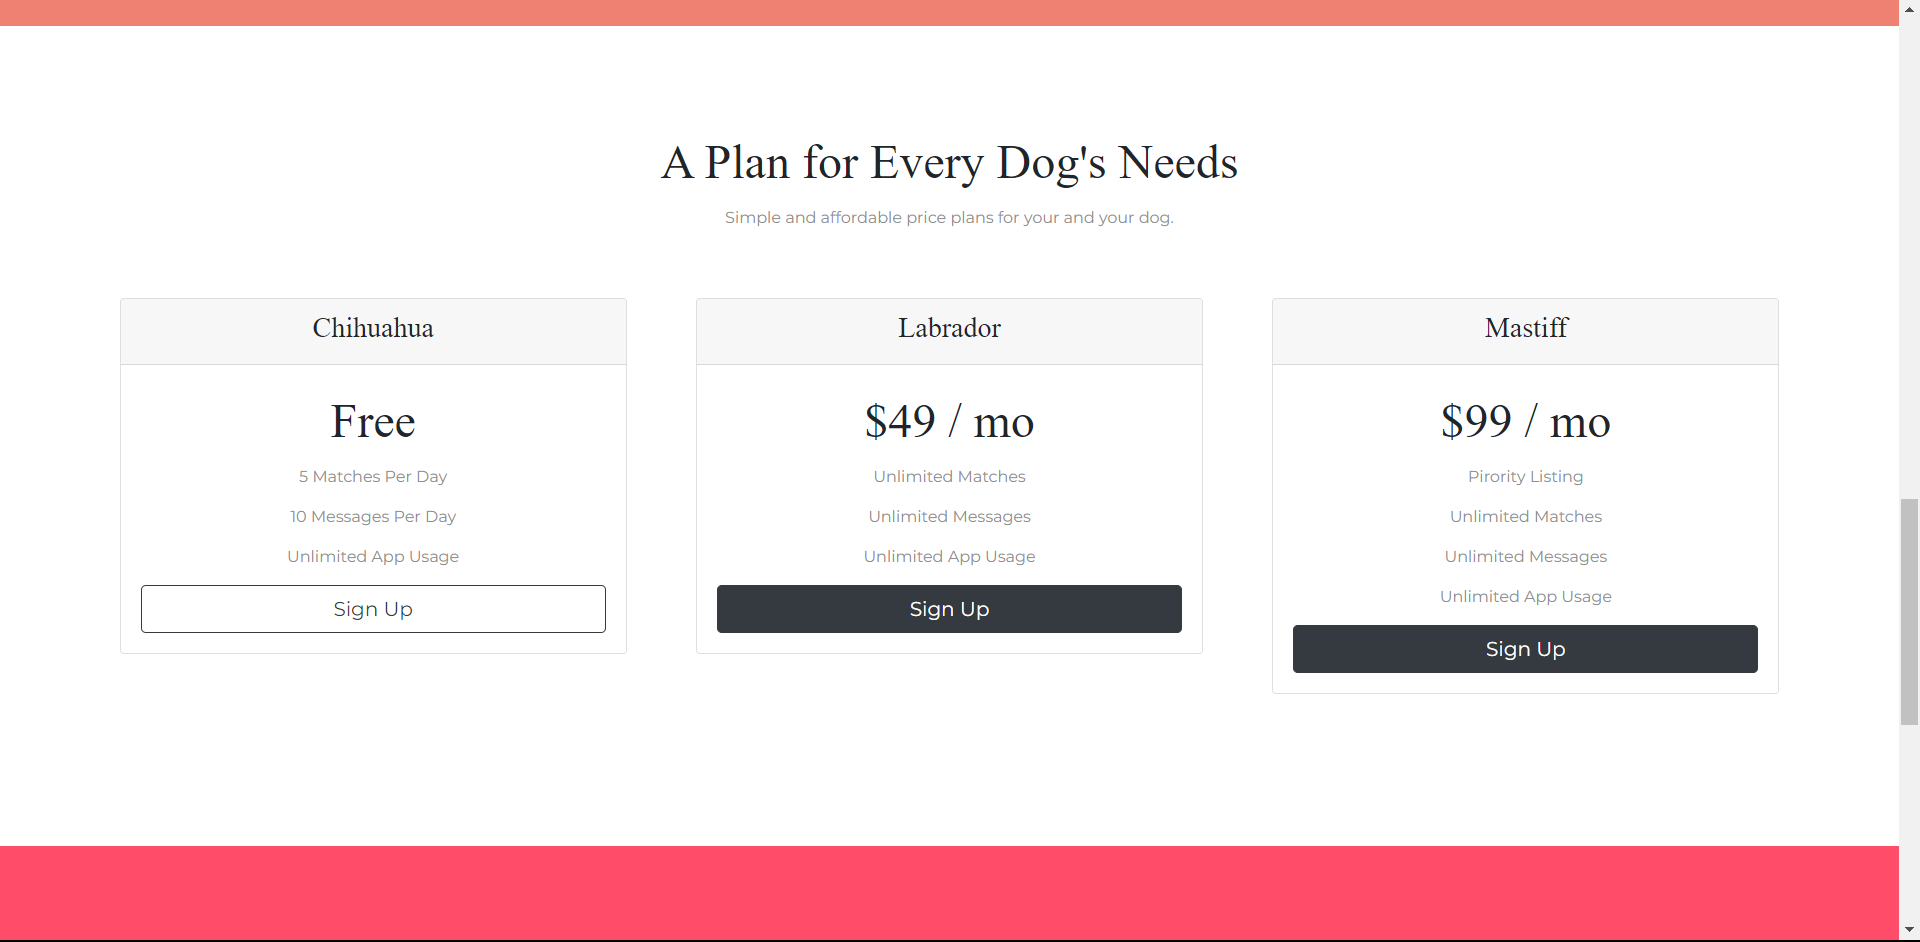 A Plan for Every Dog's Needs
Simple and affordable price plans for your and your dog.
Chihuahua
Free
5 Matches Per Day
10 Messages Per Day
Unlimited App Usage
Sign Up
Labrador
$49 / mo
Unlimited Matches
Unlimited Messages
Unlimited App Usage
Sign Up
Mastiff
$99 / mo
Pirority Listing
Unlimited Matches
Unlimited Messages
Unlimited App Usage
Sign Up